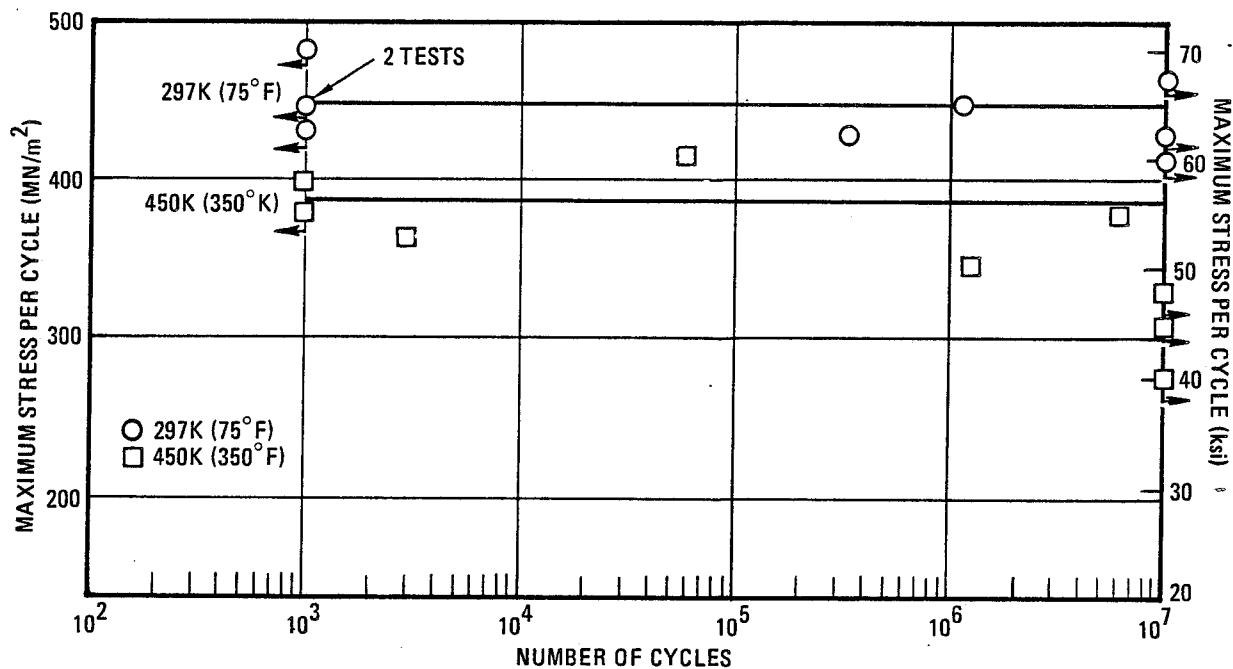 MAXIMUM STRESS PER CYCLE (MN/m²)
500
400
300
200
297K (75°F)
2 TESTS
450K (350°K)
○ 297K (75°F)
□ 450K (350°F)
70
60
50
40
30
20
MAXIMUM STRESS PER CYCLE (ksi)
10² 10³ 10⁴ 10⁵ 10⁶ 10⁷
NUMBER OF CYCLES